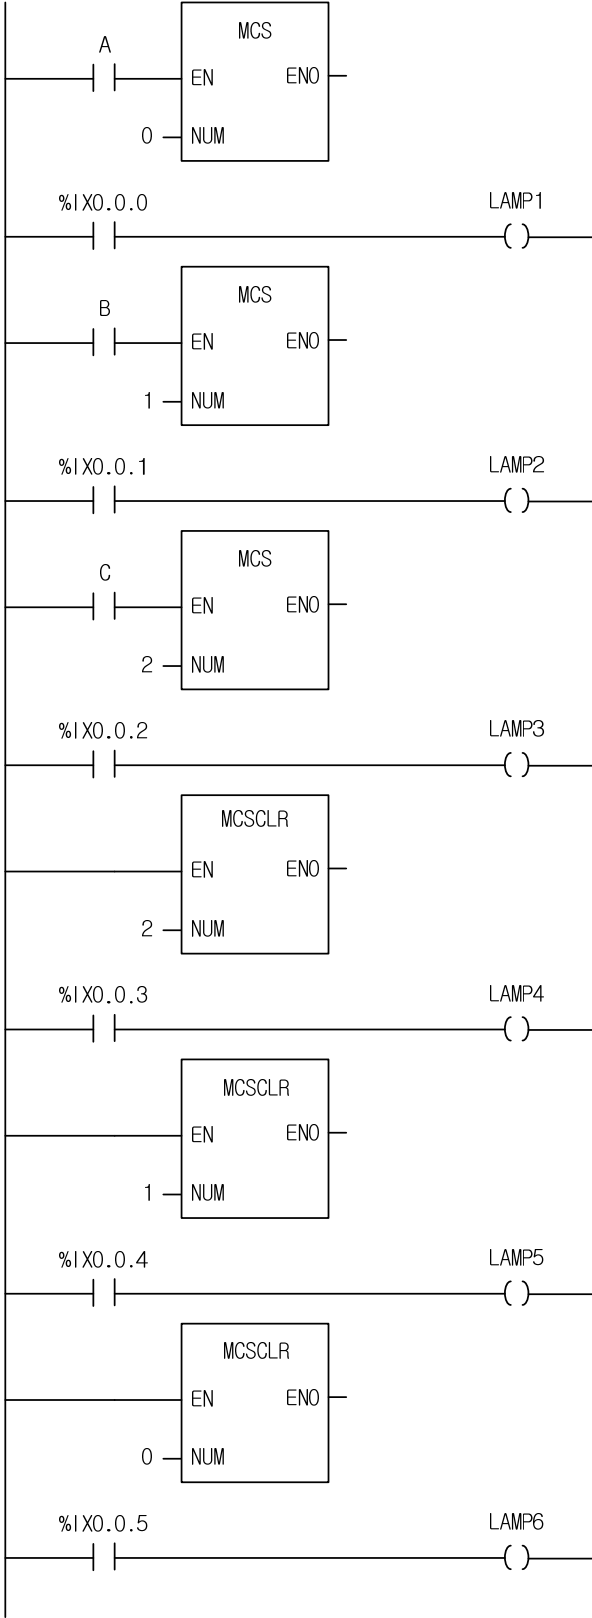 MCS
A
EN ENO
0 NUM
%IX0.0.0 LAMP1
MCS
B
EN ENO
1 NUM
%IX0.0.1 LAMP2
MCS
C
EN ENO
2 NUM
%IX0.0.2 LAMP3
MCSCLR
EN ENO
2 NUM
%IX0.0.3 LAMP4
MCSCLR
EN ENO
1 NUM
%IX0.0.4 LAMP5
MCSCLR
EN ENO
0 NUM
%IX0.0.5 LAMP6